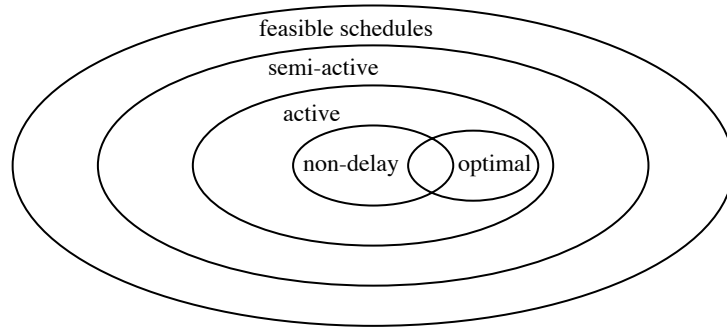 feasible schedules
semi-active
active
non-delay
optimal